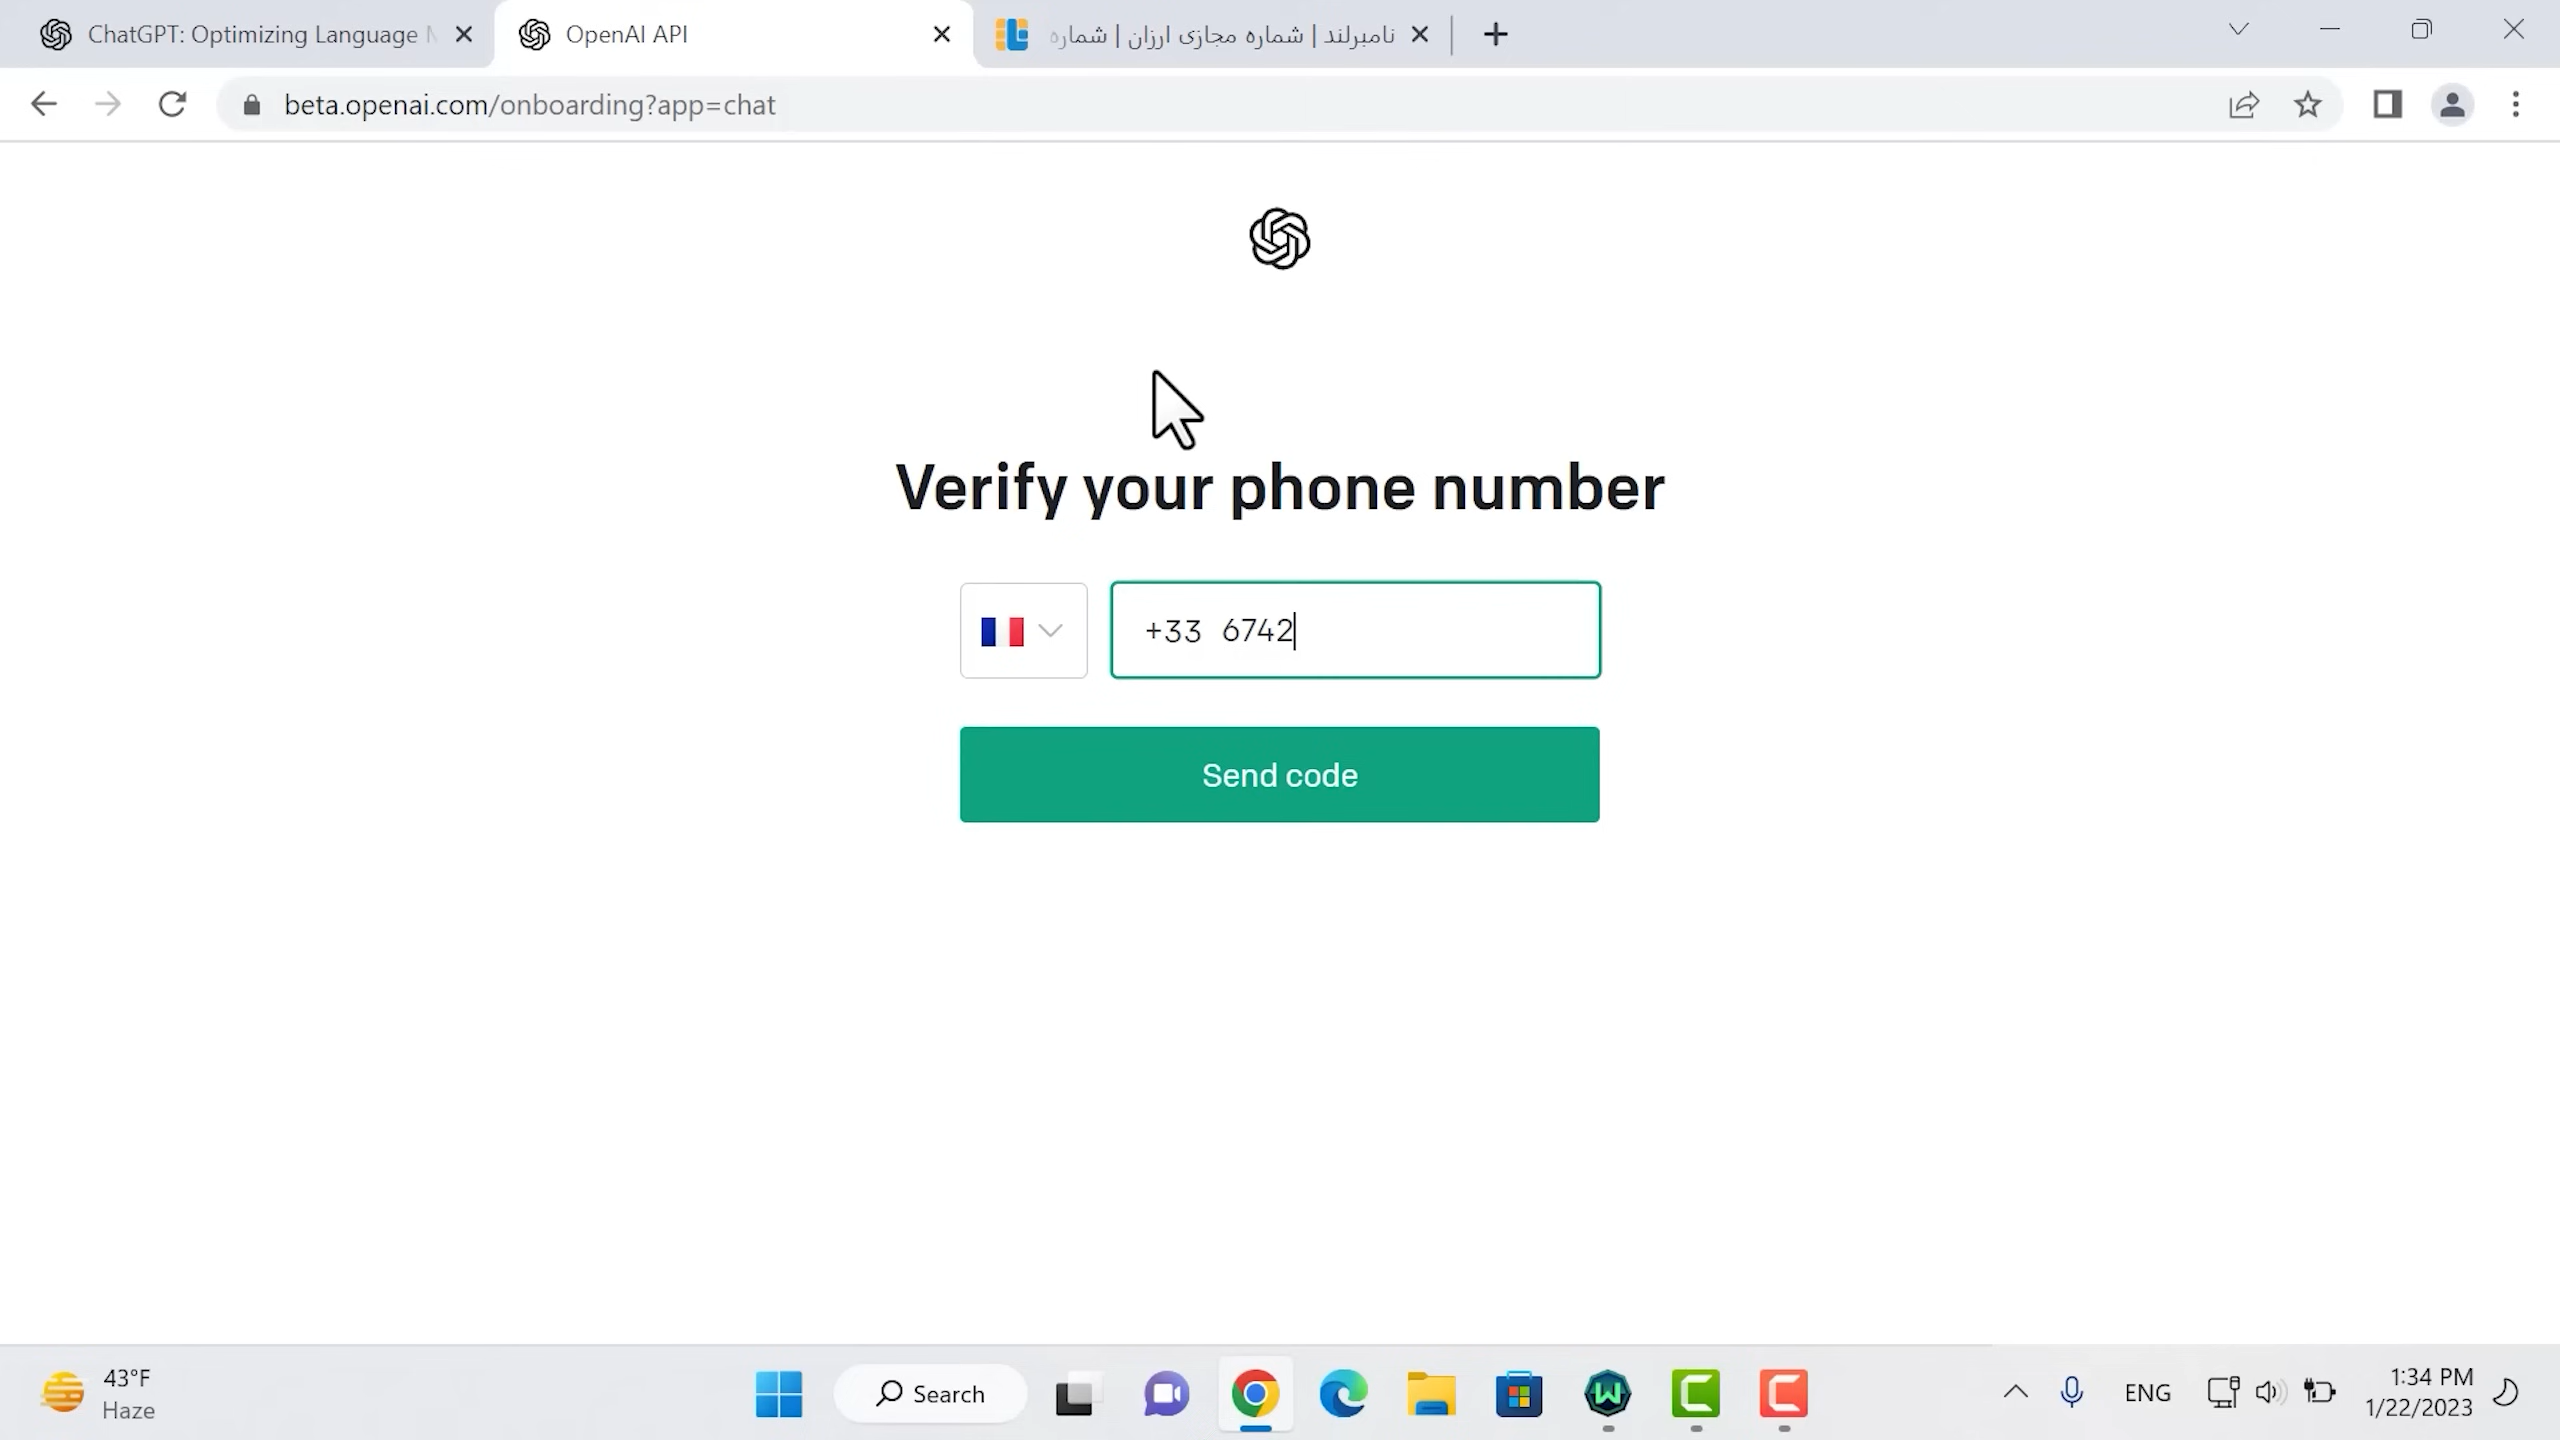 ChatGPT: Optimizing Language
OpenAI API
نامبرلند | شماره مجازی ارزان | شماره
beta.openai.com/onboarding?app=chat
Verify your phone number
+33 6742
Send code
43°F
Haze
Search
ENG
1:34 PM
1/22/2023